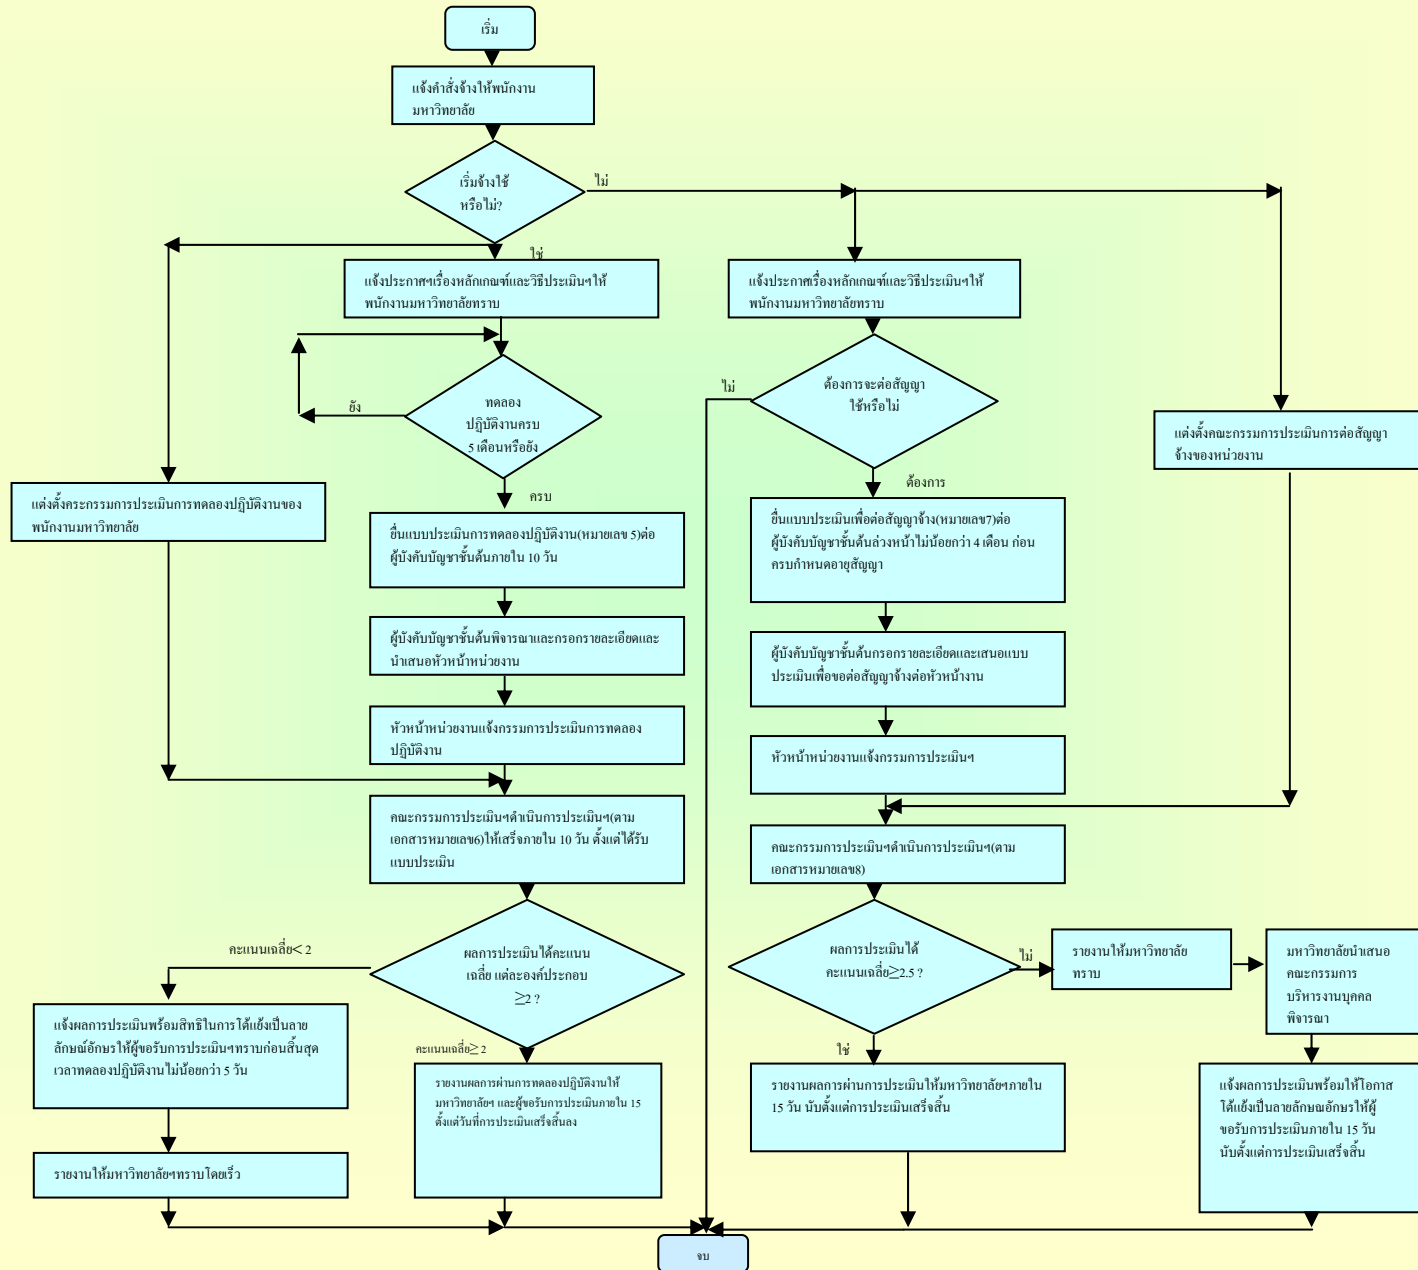 เริ่ม
แจ้งคำสั่งจ้างให้พนักงาน
มหาวิทยาลัย
เริ่มจ้างใช้
หรือไม่?
ไม่
ใช่
แจ้งประกาศฯเรื่องหลักเกณฑ์และวิธีประเมินฯให้
พนักงานมหาวิทยาลัยทราบ
แจ้งประกาศเรื่องหลักเกณฑ์และวิธีประเมินฯให้
พนักงานมหาวิทยาลัยทราบ
ทดลอง
ปฏิบัติงานครบ
5 เดือนหรือยัง
ยัง
ครบ
ต้องการจะต่อสัญญา
ใช้หรือไม่
ไม่
ต้องการ
แต่งตั้งคณะกรรมการประเมินการต่อสัญญา
จ้างของหน่วยงาน
แต่งตั้งคระกรรมการประเมินการทดลองปฏิบัติงานของ
พนักงานมหาวิทยาลัย
ยื่นแบบประเมินการทดลองปฏิบัติงาน(หมายเลข 5)ต่อ
ผู้บังคับบัญชาชั้นต้นภายใน 10 วัน
ยื่นแบบประเมินเพื่อต่อสัญญาจ้าง(หมายเลข7)ต่อ
ผู้บังคับบัญชาชั้นต้นล่วงหน้าไม่น้อยกว่า 4 เดือน ก่อน
ครบกำหนดอายุสัญญา
ผู้บังคับบัญชาชั้นต้นพิจารณาและกรอกรายละเอียดและ
นำเสนอหัวหน้าหน่วยงาน
ผู้บังคับบัญชาชั้นต้นกรอกรายละเอียดและเสนอแบบ
ประเมินเพื่อขอต่อสัญญาจ้างต่อหัวหน้างาน
หัวหน้าหน่วยงานแจ้งกรรมการประเมินการทดลอง
ปฏิบัติงาน
หัวหน้าหน่วยงานแจ้งกรรมการประเมินฯ
คณะกรรมการประเมินฯดำเนินการประเมินฯ(ตาม
เอกสารหมายเลข6)ให้เสร็จภายใน 10 วัน ตั้งแต่ได้รับ
แบบประเมิน
คณะกรรมการประเมินฯดำเนินการประเมินฯ(ตาม
เอกสารหมายเลข8)
คะแนนเฉลี่ย< 2
ผลการประเมินได้คะแนน
เฉลี่ย แต่ละองค์ประกอบ
≥2 ?
คะแนนเฉลี่ย≥ 2
ผลการประเมินได้
คะแนนเฉลี่ย≥2.5 ?
ไม่
ใช่
รายงานให้มหาวิทยาลัย
ทราบ
มหาวิทยาลัยนำเสนอ
คณะกรรมการ
บริหารงานบุคคล
พิจารณา
แจ้งผลการประเมินพร้อมสิทธิในการโต้แย้งเป็นลาย
ลักษณ์อักษรให้ผู้ขอรับการประเมินฯทราบก่อนสิ้นสุด
เวลาทดลองปฏิบัติงานไม่น้อยกว่า 5 วัน
รายงานผลการผ่านการทดลองปฏิบัติงานให้
มหาวิทยาลัยฯ และผู้ขอรับการประเมินภายใน 15
ตั้งแต่วันที่การประเมินเสร็จสิ้นลง
รายงานผลการผ่านการประเมินให้มหาวิทยาลัยฯภายใน
15 วัน นับตั้งแต่การประเมินเสร็จสิ้น
แจ้งผลการประเมินพร้อมให้โอกาส
โต้แย้งเป็นลายลักษณอักษรให้ผู้
ขอรับการประเมินภายใน 15 วัน
นับตั้งแต่การประเมินเสร็จสิ้น
รายงานให้มหาวิทยาลัยฯทราบโดยเร็ว
จบ